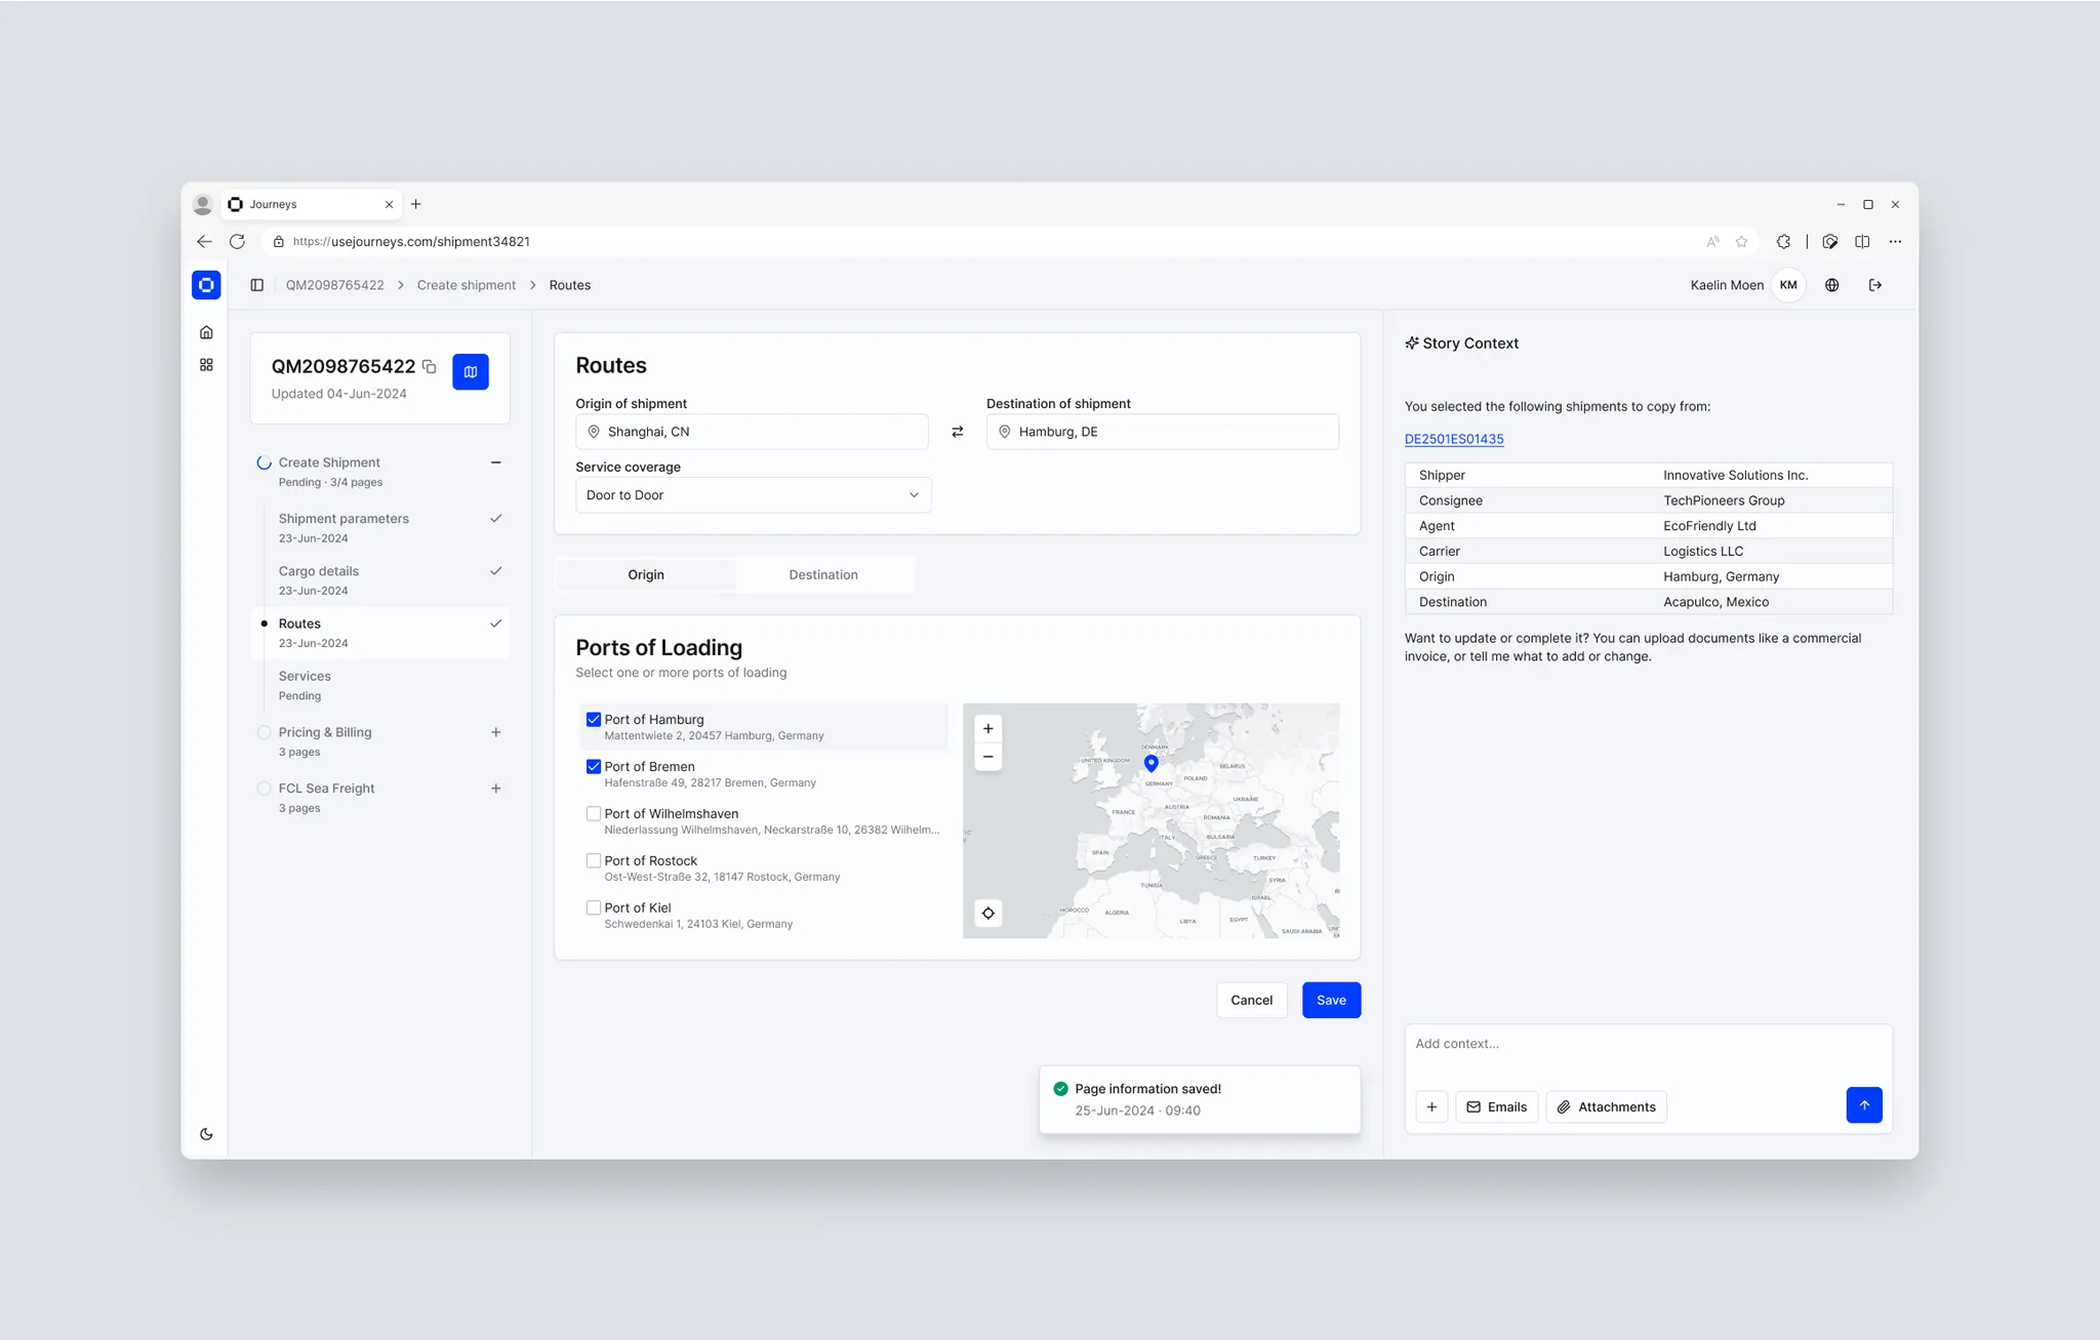 Journeys
https://usejourneys.com/shipment34821
QM2098765422 > Create shipment > Routes
Kaelin Moen KM
QM2098765422
Updated 04-Jun-2024
Create Shipment
Pending · 3/4 pages
Shipment parameters
23-Jun-2024
Cargo details
23-Jun-2024
Routes
23-Jun-2024
Services
Pending
Pricing & Billing
3 pages
FCL Sea Freight
3 pages
Routes
Origin of shipment
Shanghai, CN
Destination of shipment
Hamburg, DE
Service coverage
Door to Door
Origin
Destination
Ports of Loading
Select one or more ports of loading
Port of Hamburg
Mattentwiete 2, 20457 Hamburg, Germany
Port of Bremen
Hafenstraße 49, 28217 Bremen, Germany
Port of Wilhelmshaven
Niederlassung Wilhelmshaven, Neckarstraße 10, 26382 Wilhelm...
Port of Rostock
Ost-West-Straße 32, 18147 Rostock, Germany
Port of Kiel
Schwedenkai 1, 24103 Kiel, Germany
DENMARK
UNITED KINGDOM
BELARUS
POLAND
GERMANY
UKRAINE
FRANCE
AUSTRIA
ROMANIA
ITALY
BULGARIA
SPAIN
GREECE
TURKEY
SYRIA
TUNISIA
ISRAEL
MOROCCO
ALGERIA
LIBYA
EGYPT
SAUDI ARABIA
Cancel
Save
Page information saved!
25-Jun-2024 · 09:40
Story Context
You selected the following shipments to copy from:
DE2501ES01435
Shipper Innovative Solutions Inc.
Consignee TechPioneers Group
Agent EcoFriendly Ltd
Carrier Logistics LLC
Origin Hamburg, Germany
Destination Acapulco, Mexico
Want to update or complete it? You can upload documents like a commercial
invoice, or tell me what to add or change.
Add context...
Emails
Attachments